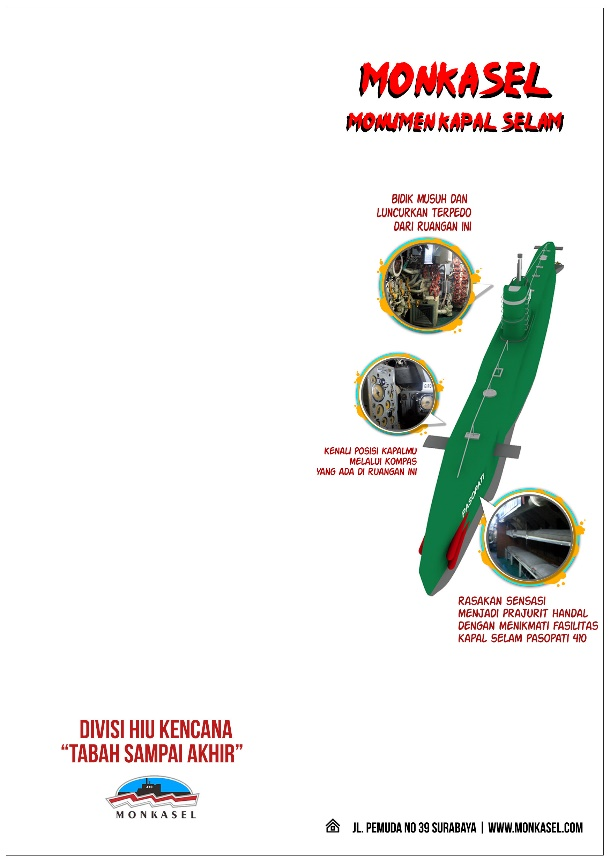 MONKASEL
MONUMEN KAPAL SELAM
BIDIK MUSUH DAN
LUNCURKAN TERPEDO
DARI RUANGAN INI
KENALI POSISI KAPALMU
MELALUI KOMPAS
YANG ADA DI RUANGAN INI
PASOPATI
RASAKAN SENSASI
MENJADI PRAJURIT HANDAL
DENGAN MENIKMATI FASILITAS
KAPAL SELAM PASOPATI 410
DIVISI HIU KENCANA
“TABAH SAMPAI AKHIR”
MONKASEL
JL. PEMUDA NO 39 SURABAYA | WWW.MONKASEL.COM